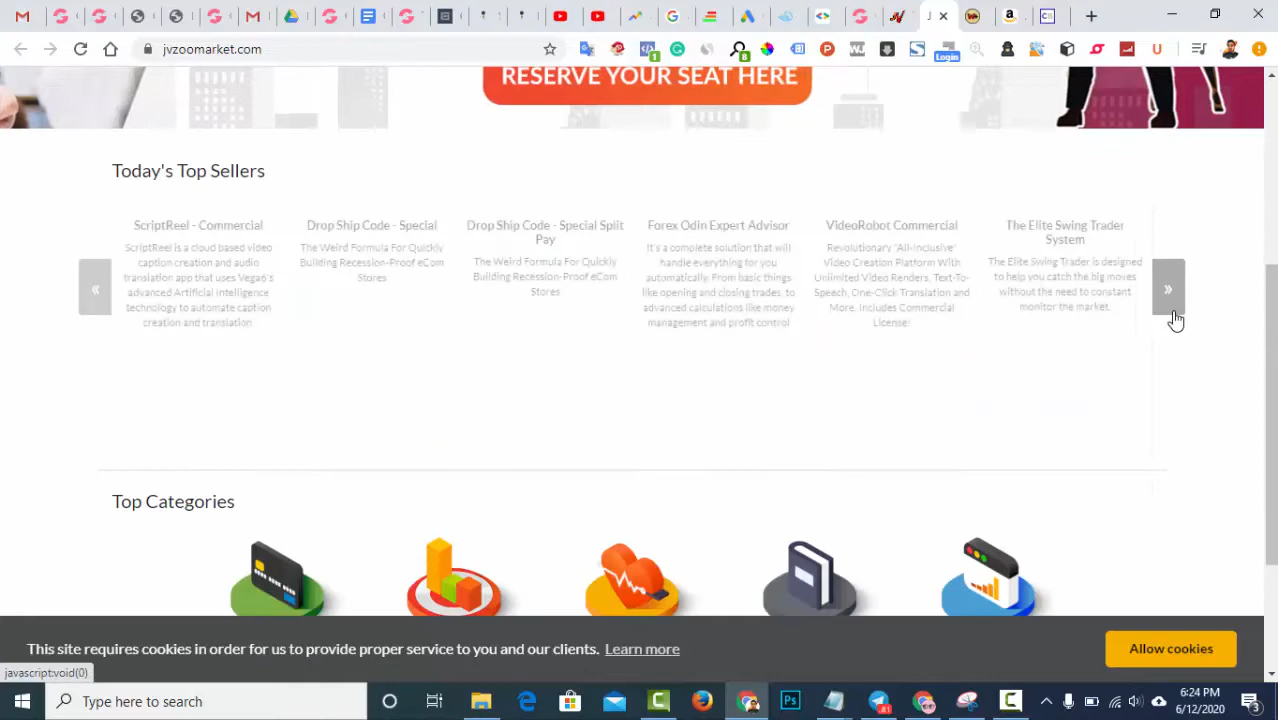 J
jvzoomarket.com
1
8
Login
RESERVE YOUR SEAT HERE
Today's Top Sellers
ScriptReel - Commercial
ScriptReel is a cloud based video
caption creation and audio
translation app that uses Vega6's
advanced Artificial Intelligence
technology to automate caption
creation and translation
Drop Ship Code - Special
The Weird Formula For Quickly
Building Recession-Proof eCom
Stores
Drop Ship Code - Special Split
Pay
The Weird Formula For Quickly
Building Recession-Proof eCom
Stores
Forex Odin Expert Advisor
It's a complete solution that will
handle everything for you
automatically. From basic things
like opening and closing trades, to
advanced calculations like money
management and profit control
VideoRobot Commercial
Revolutionary "All-Inclusive"
Video Creation Platform With
Unlimited Video Renders, Text-To-
Speech, One-Click Translation and
More. Includes Commercial
License!
The Elite Swing Trader
System
The Elite Swing Trader is designed
to help you catch the big moves
without the need to constant
monitor the market.
«
»
Top Categories
This site requires cookies in order for us to provide proper service to you and our clients. Learn more
Allow cookies
javascript:void(0)
Type here to search
6:24 PM
6/12/2020
3